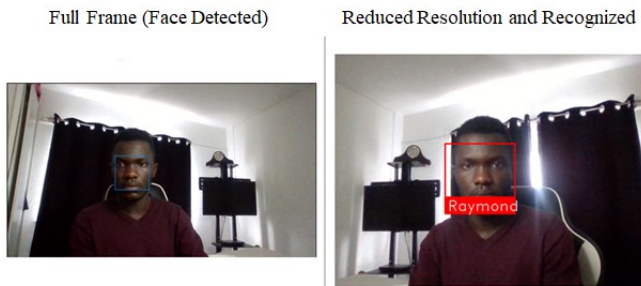 Full Frame (Face Detected)
Reduced Resolution and Recognized
Raymond